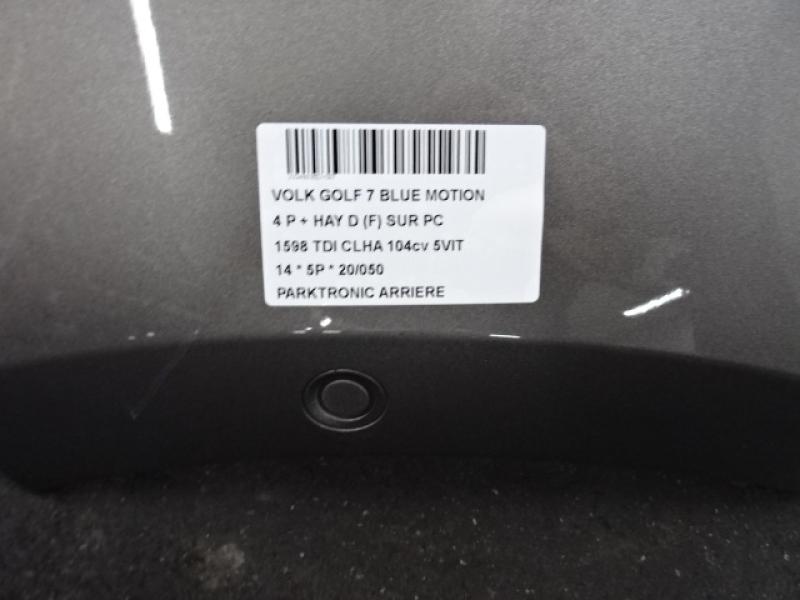 VOLK GOLF 7 BLUE MOTION
4 P + HAY D (F) SUR PC
1598 TDI CLHA 104cv 5VIT
14 * 5P * 20/050
PARKTRONIC ARRIERE